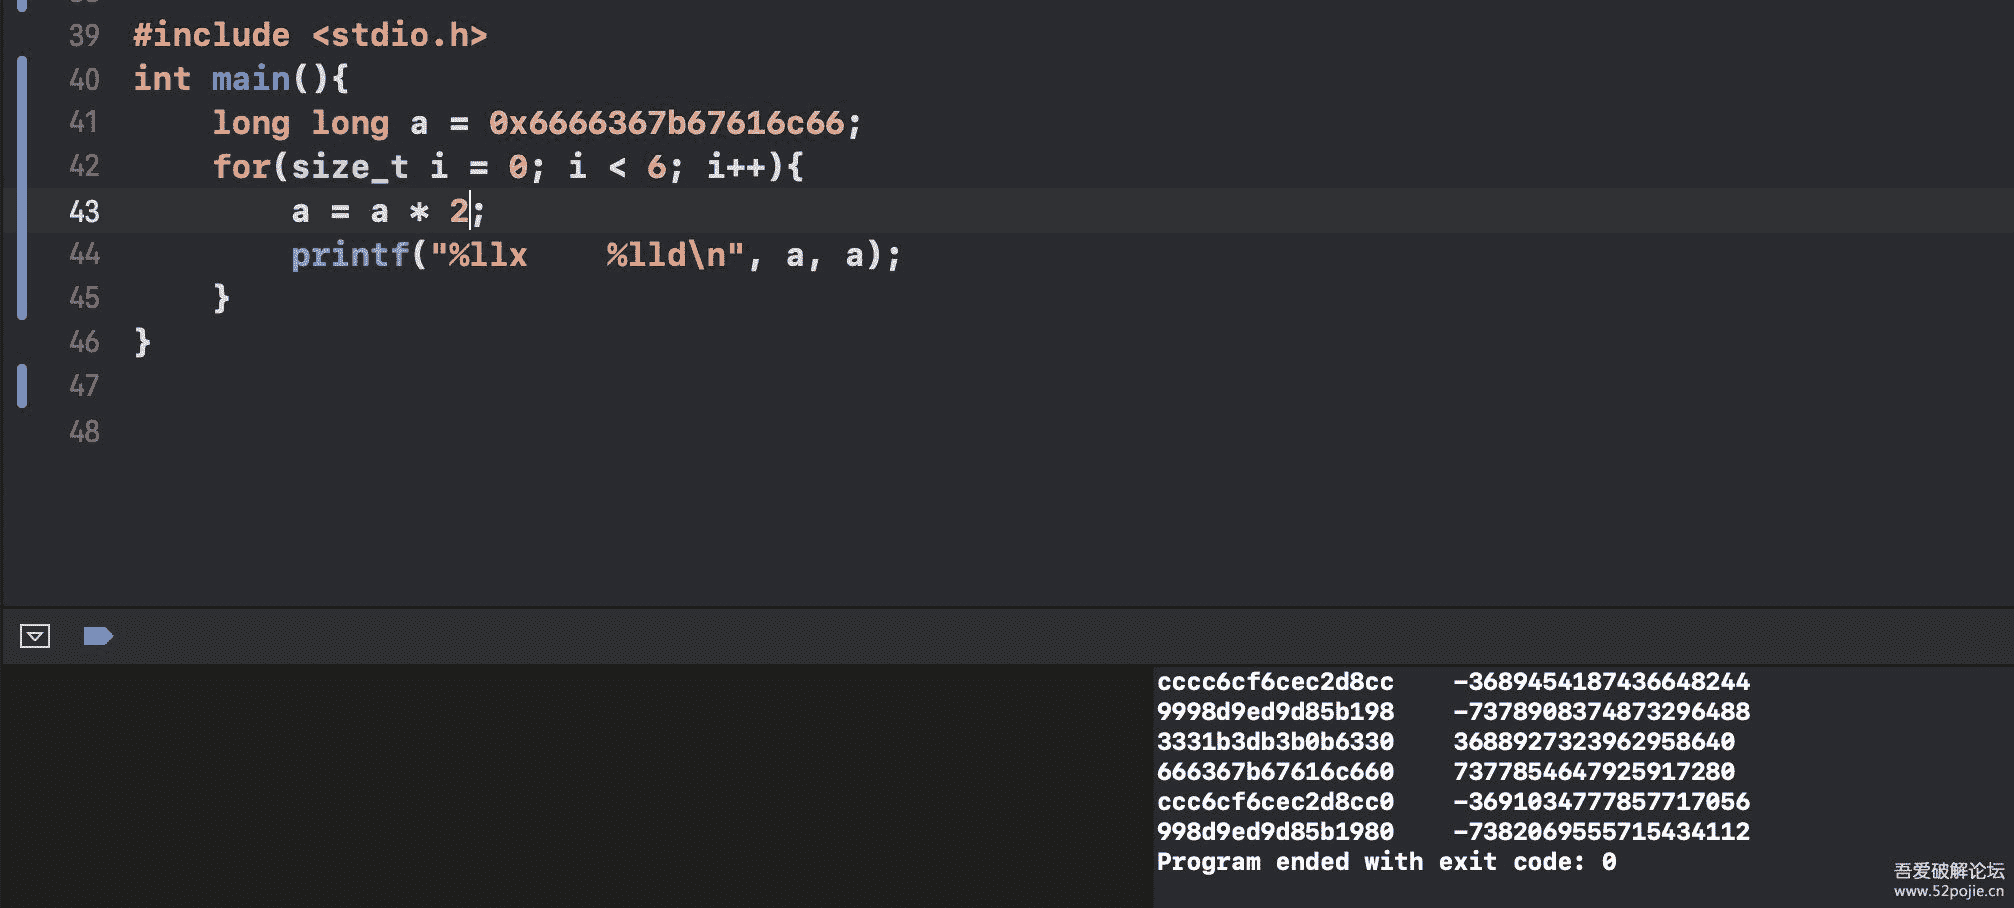 39 #include <stdio.h>
40 int main(){
41 long long a = 0x6666367b67616c66;
42 for(size_t i = 0; i < 6; i++){
43 a = a * 2;
44 printf("%llx    %lld\n", a, a);
45 }
46 }
47
48
cccc6cf6cec2d8cc    -3689454187436648244
9998d9ed9d85b198    -7378908374873296488
3331b3db3b0b6330    3688927323962958640
666367b67616c660    7377854647925917280
ccc6cf6cec2d8cc0    -3691034777857717056
998d9ed9d85b1980    -7382069555715434112
Program ended with exit code: 0
吾爱破解论坛
www.52pojie.cn